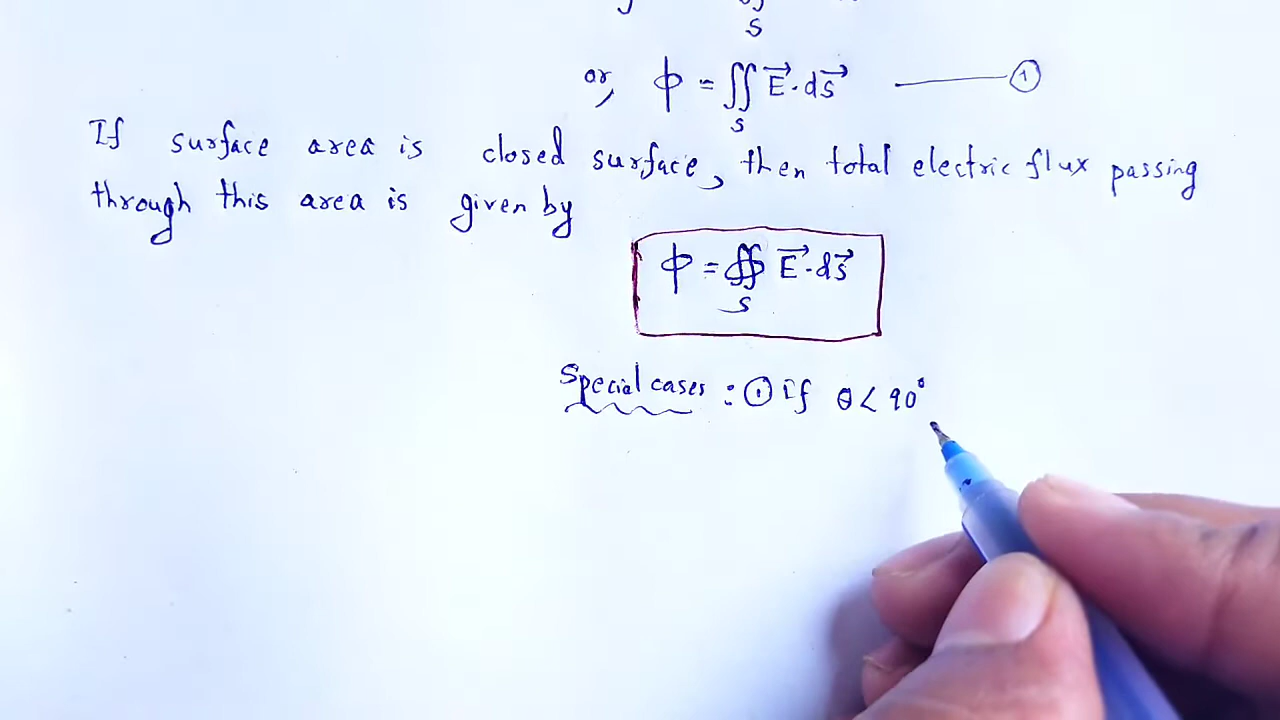 S
or, ϕ = ∬ E⃗·dS⃗ ——— ①
S
If surface area is closed surface, then total electric flux passing
through this area is given by
ϕ = ∯ E⃗·dS⃗
S
Special cases : ① if θ < 90°